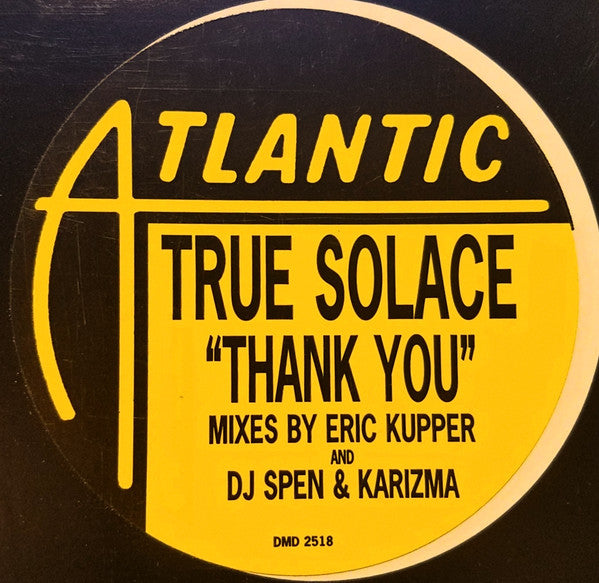 ATLANTIC
TRUE SOLACE
“THANK YOU”
MIXES BY ERIC KUPPER
AND
DJ SPEN & KARIZMA
DMD 2518